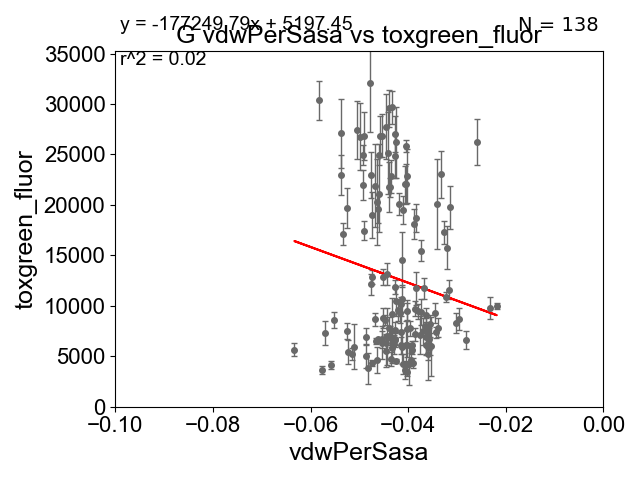 y = -177249.79x + 5197.45
N = 138
G vdwPerSasa vs toxgreen_fluor
r^2 = 0.02
35000
30000
25000
20000
15000
10000
5000
0
toxgreen_fluor
−0.10 −0.08 −0.06 −0.04 −0.02 0.00
vdwPerSasa